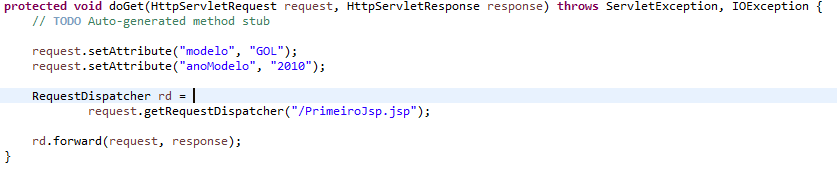 protected void doGet(HttpServletRequest request, HttpServletResponse response) throws ServletException, IOException {
// TODO Auto-generated method stub
request.setAttribute("modelo", "GOL");
request.setAttribute("anoModelo", "2010");
RequestDispatcher rd =
request.getRequestDispatcher("/PrimeiroJsp.jsp");
rd.forward(request, response);
}